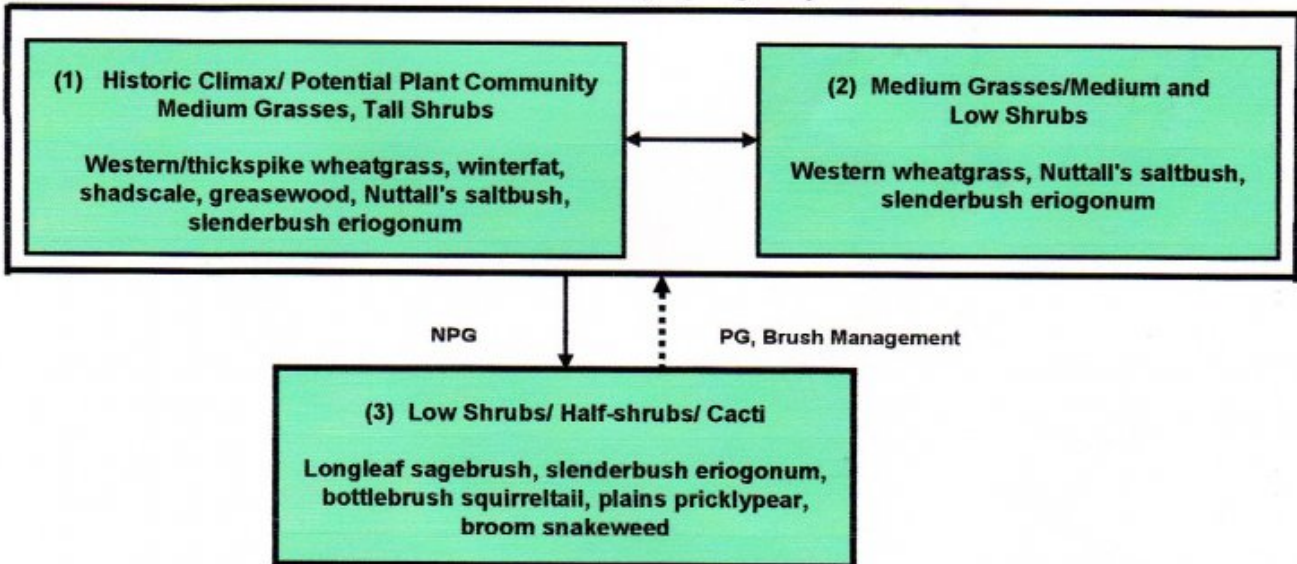 (1) Historic Climax/ Potential Plant Community
Medium Grasses, Tall Shrubs
Western/thickspike wheatgrass, winterfat,
shadscale, greasewood, Nuttall's saltbush,
slenderbush eriogonum
(2) Medium Grasses/Medium and
Low Shrubs
Western wheatgrass, Nuttall's saltbush,
slenderbush eriogonum
NPG
PG, Brush Management
(3) Low Shrubs/ Half-shrubs/ Cacti
Longleaf sagebrush, slenderbush eriogonum,
bottlebrush squirreltail, plains pricklypear,
broom snakeweed